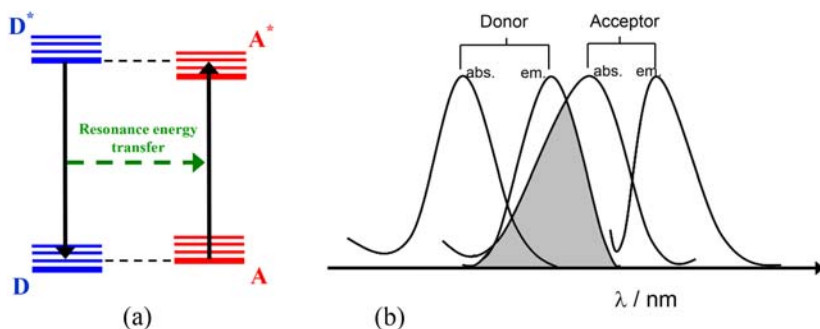 D*
A*
Resonance energy
transfer
D
A
(a)
Donor
Acceptor
abs.
em.
abs.
em.
λ / nm
(b)